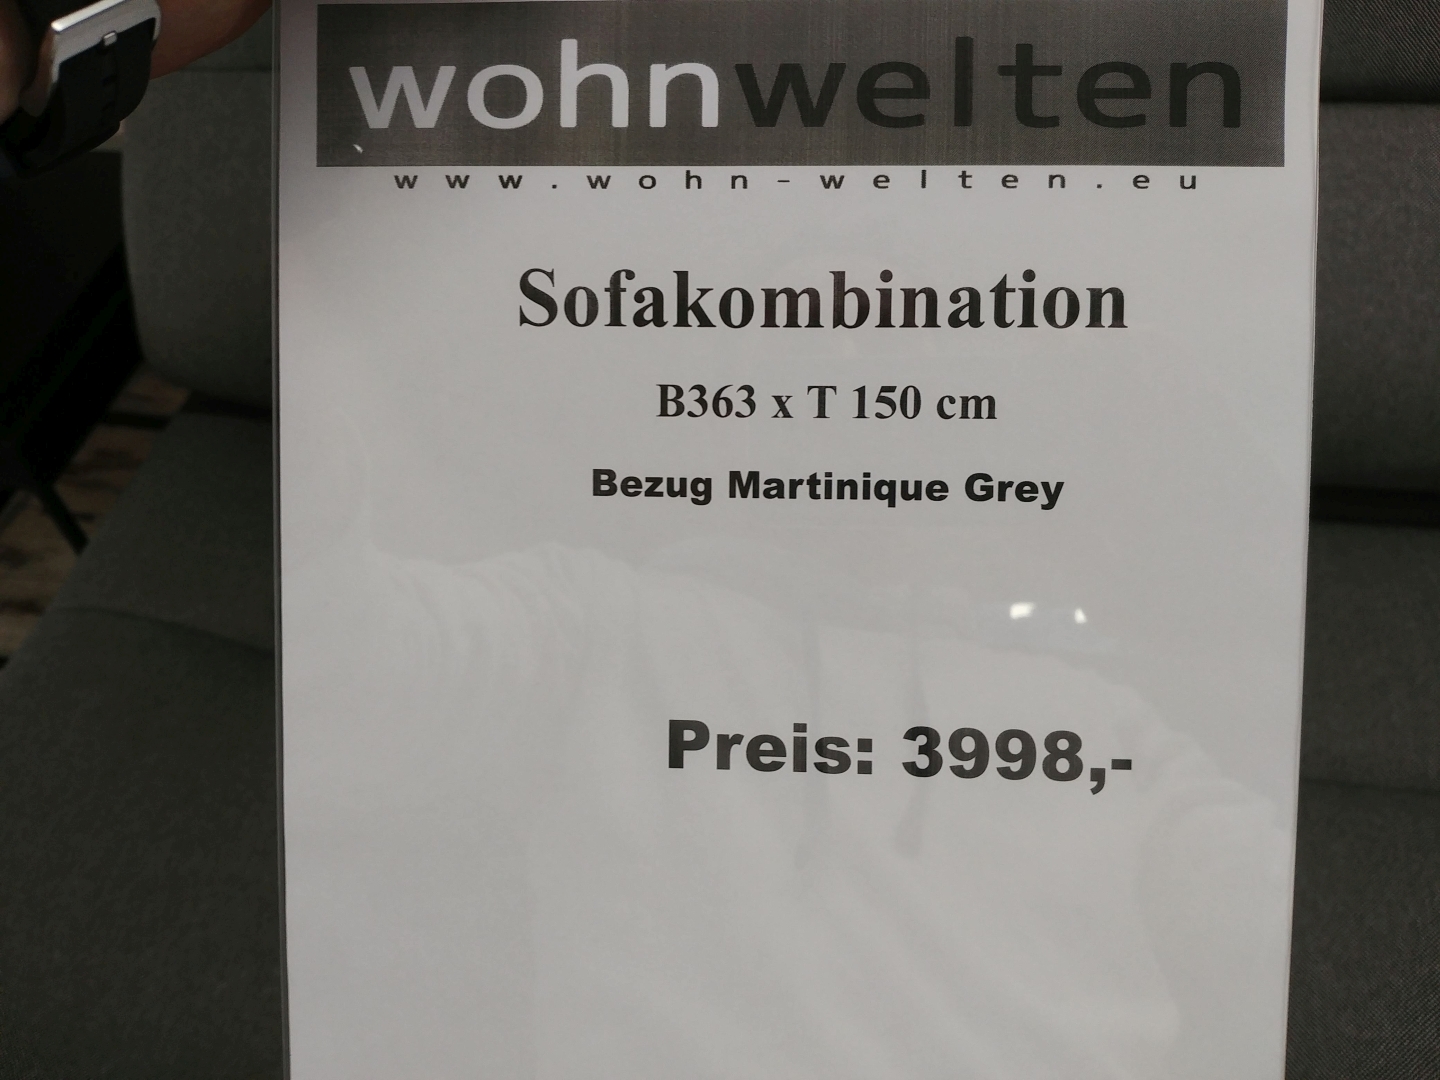 wohnwelten
www.wohn-welten.eu
Sofakombination
B363 x T 150 cm
Bezug Martinique Grey
Preis: 3998,-